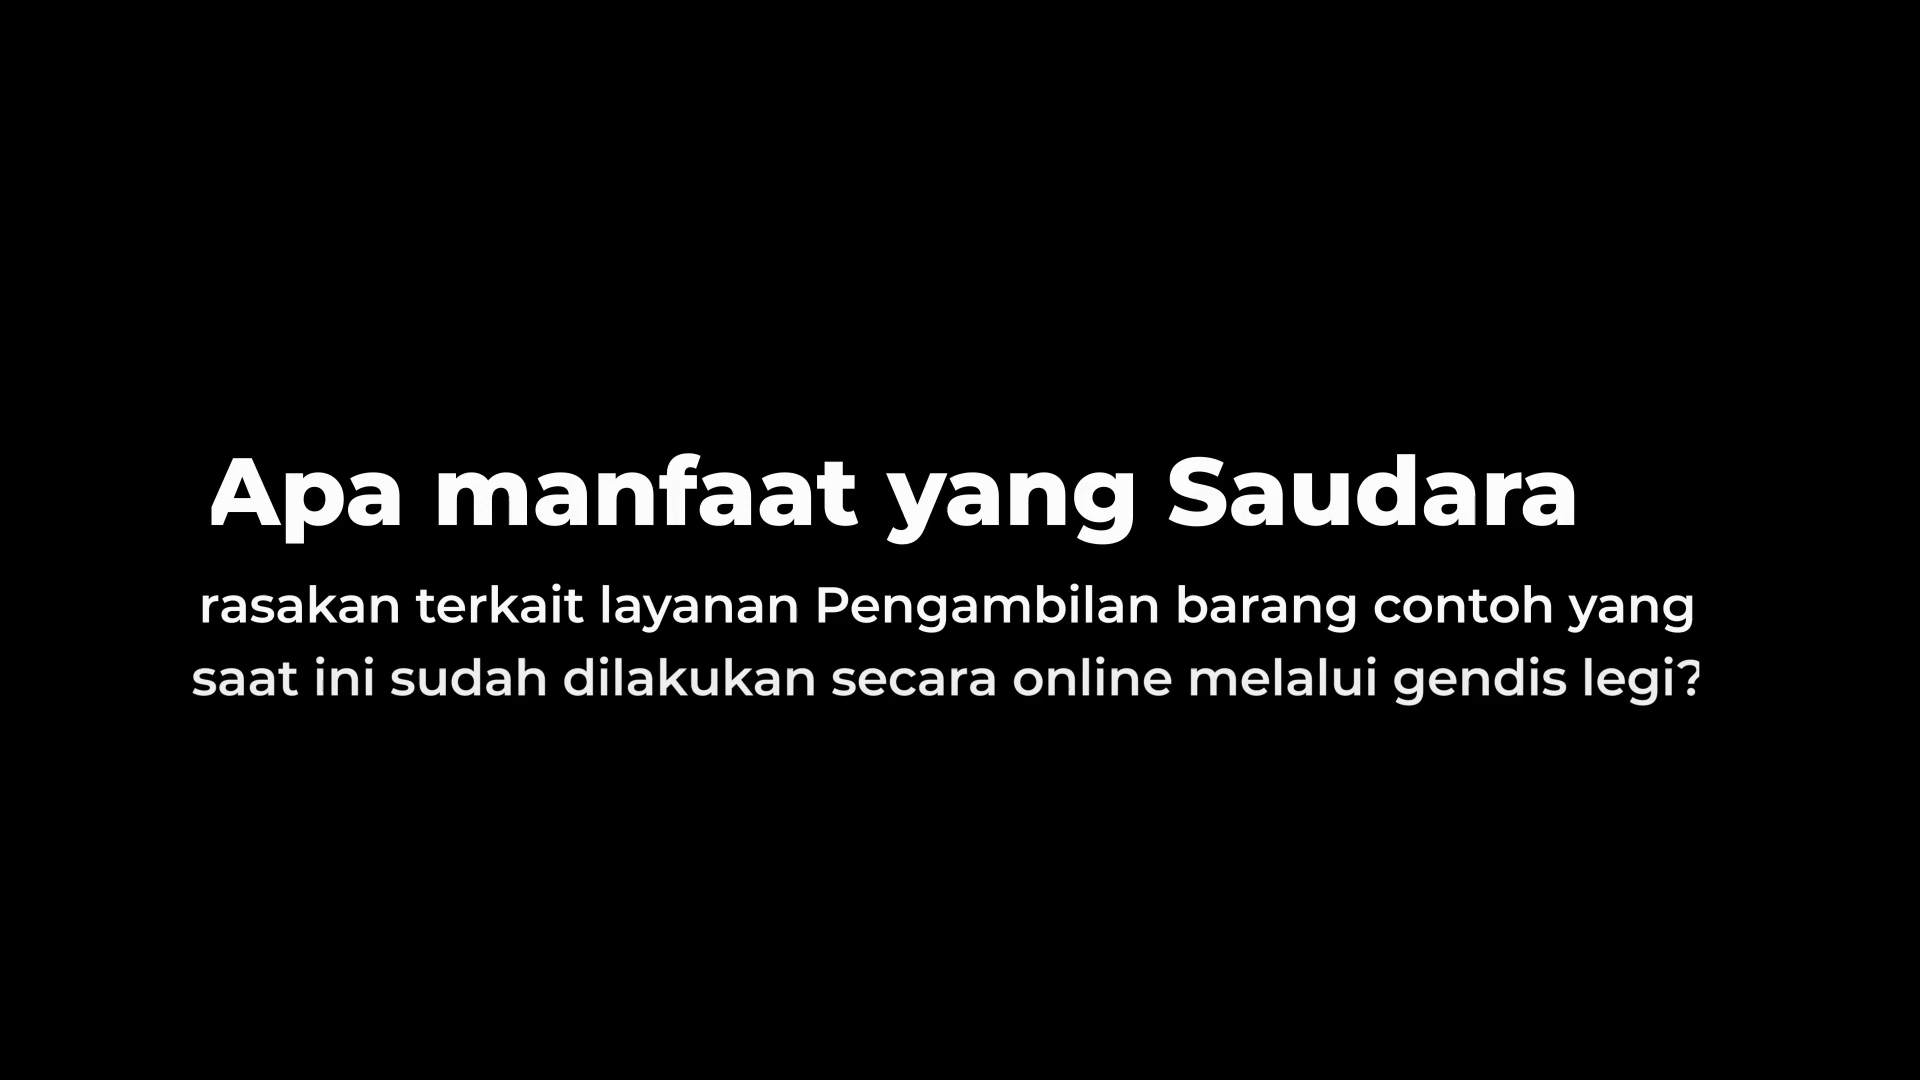 Apa manfaat yang Saudara
rasakan terkait layanan Pengambilan barang contoh yang
saat ini sudah dilakukan secara online melalui gendis legi?